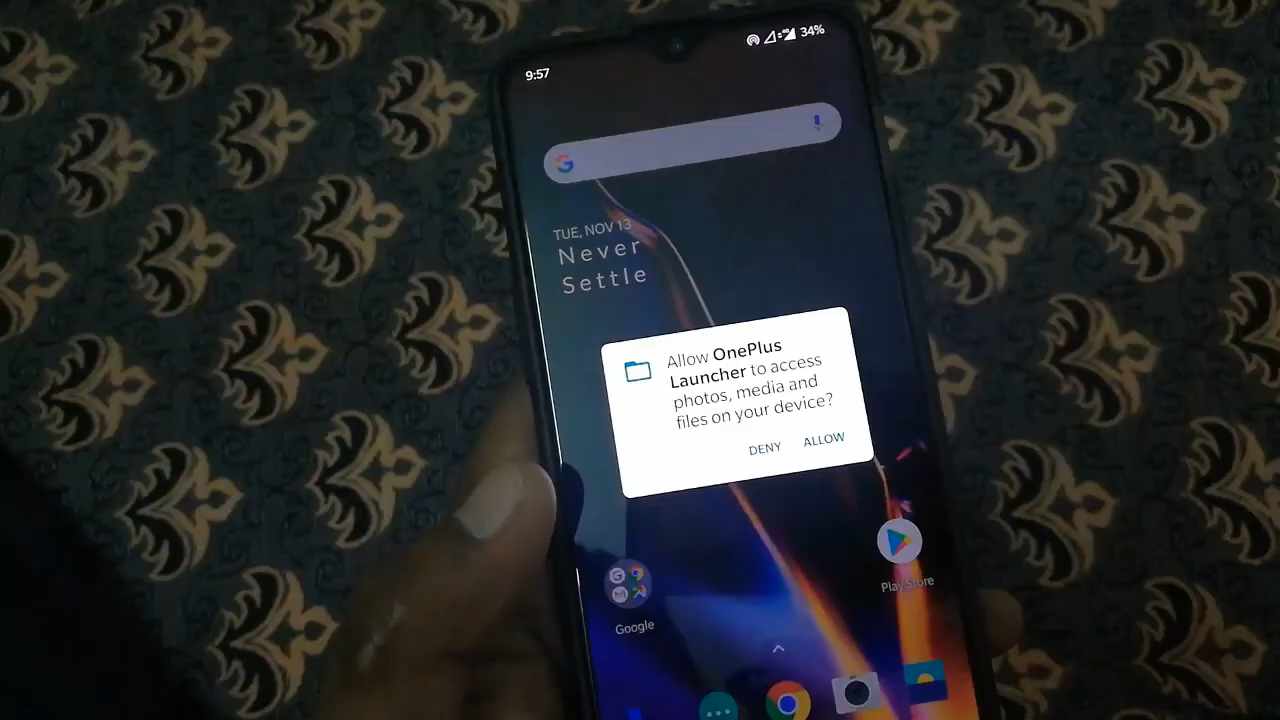 9:57
34%
TUE, NOV 13
Never
Settle
Allow OnePlus
Launcher to access
photos, media and
files on your device?
DENY ALLOW
Play Store
Google